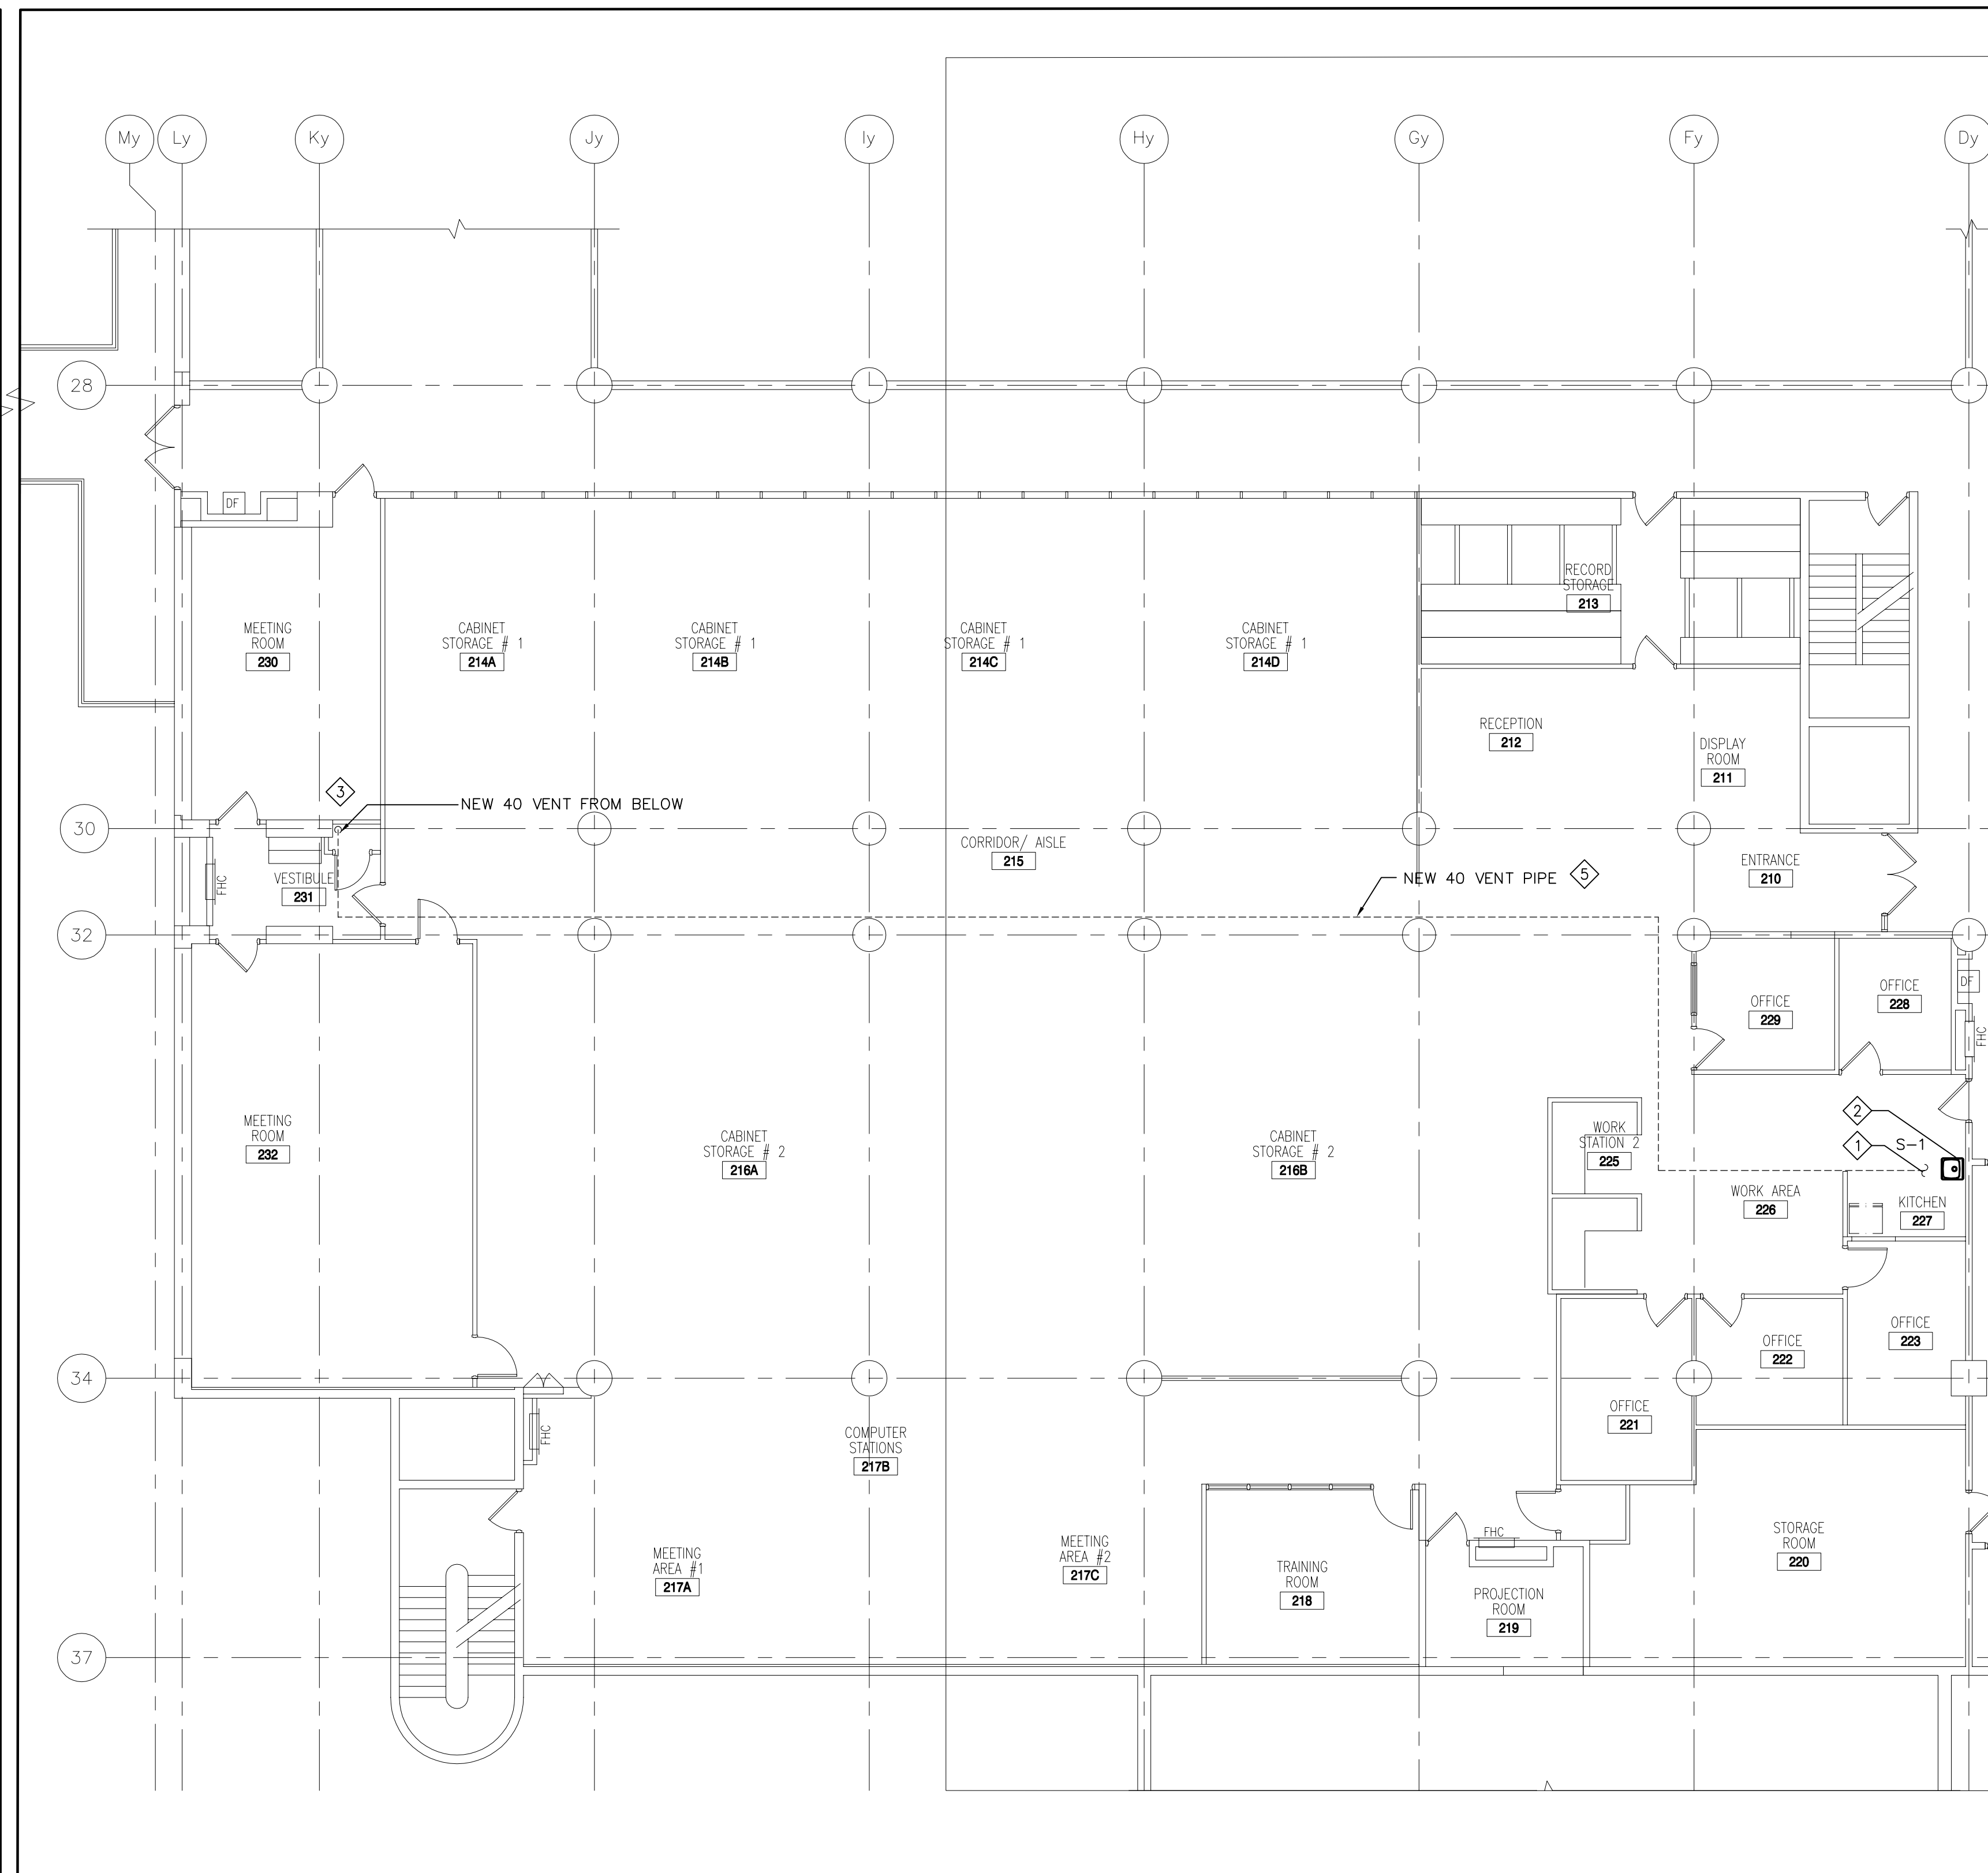 My
Ly
Ky
Jy
Iy
Hy
Gy
Fy
Dy
28
DF
RECORD
STORAGE
213
MEETING
ROOM
230
CABINET
STORAGE # 1
214A
CABINET
STORAGE # 1
214B
CABINET
STORAGE # 1
214C
CABINET
STORAGE # 1
214D
RECEPTION
212
DISPLAY
ROOM
211
3
NEW 40 VENT FROM BELOW
30
CORRIDOR/ AISLE
215
ENTRANCE
210
FHC
VESTIBULE
231
NEW 40 VENT PIPE
5
32
OFFICE
229
OFFICE
228
DF
FHC
MEETING
ROOM
232
CABINET
STORAGE # 2
216A
CABINET
STORAGE # 2
216B
WORK
STATION 2
225
2
1
S-1
WORK AREA
226
KITCHEN
227
34
OFFICE
223
OFFICE
222
OFFICE
221
FHC
COMPUTER
STATIONS
217B
MEETING
AREA #1
217A
MEETING
AREA #2
217C
TRAINING
ROOM
218
FHC
PROJECTION
ROOM
219
STORAGE
ROOM
220
37